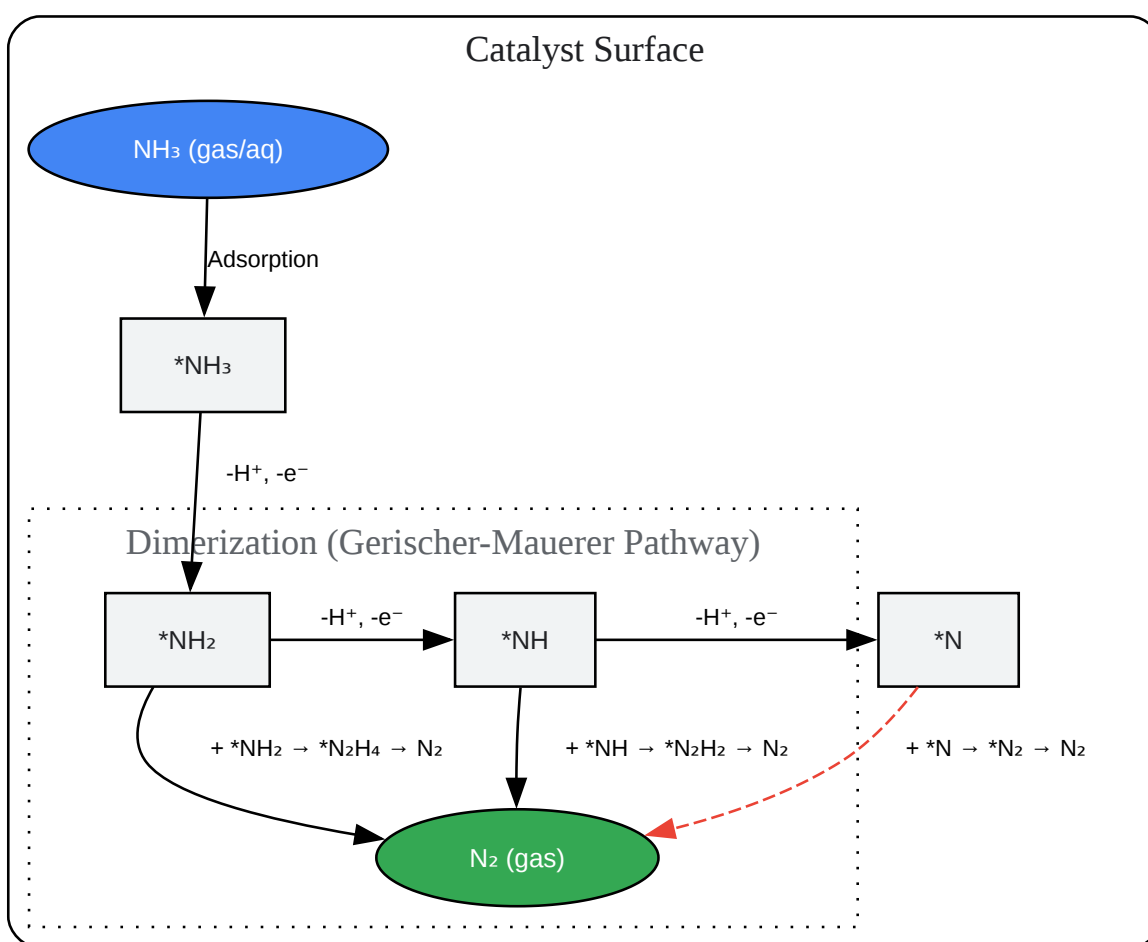 Catalyst Surface
NH₃ (gas/aq)
Adsorption
*NH₃
-H⁺, -e⁻
Dimerization (Gerischer-Mauerer Pathway)
*NH₂
-H⁺, -e⁻
*NH
-H⁺, -e⁻
*N
+ *NH₂ → *N₂H₄ → N₂
+ *NH → *N₂H₂ → N₂
+ *N → *N₂ → N₂
N₂ (gas)